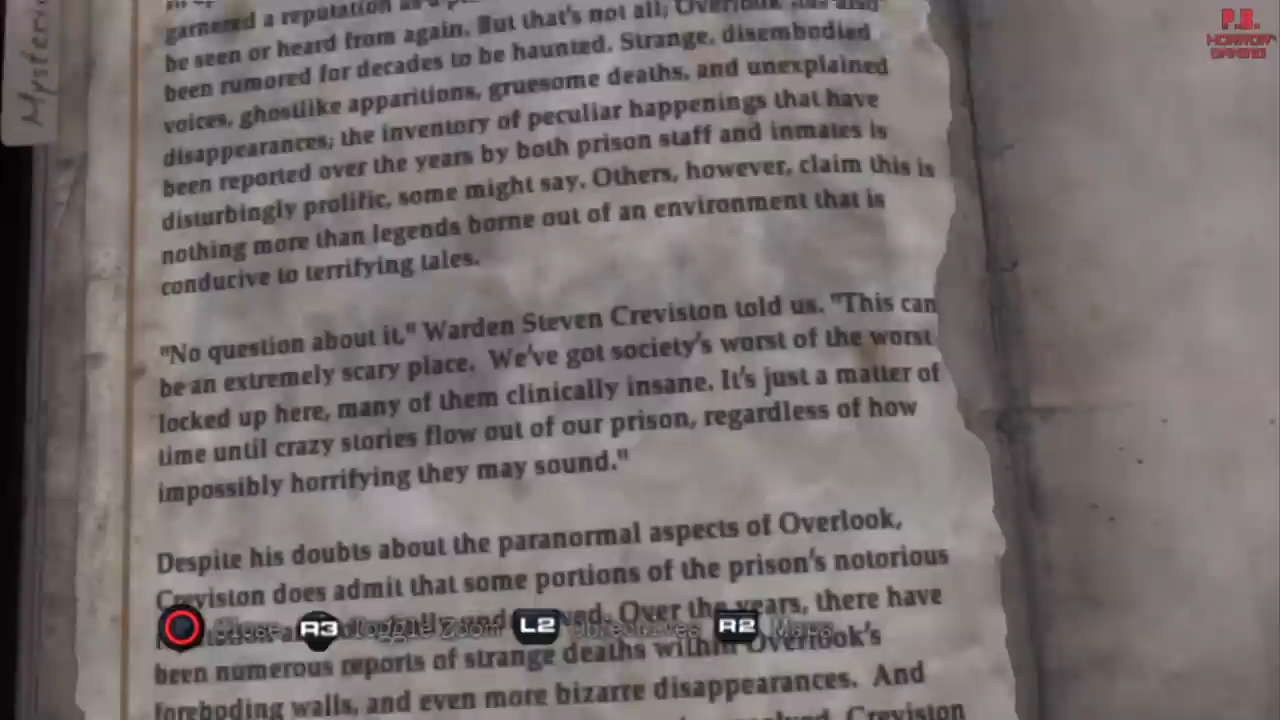 P.B.
HORROR
GAMING
Mysteri
garnered a reputation as a
be seen or heard from again. But that's not all; Overlook has also
been rumored for decades to be haunted. Strange, disembodied
voices, ghostlike apparitions, gruesome deaths, and unexplained
disappearances; the inventory of peculiar happenings that have
been reported over the years by both prison staff and inmates is
disturbingly prolific, some might say. Others, however, claim this is
nothing more than legends borne out of an environment that is
conducive to terrifying tales.
"No question about it," Warden Steven Creviston told us. "This can
be an extremely scary place. We've got society's worst of the worst
locked up here, many of them clinically insane. It's just a matter of
time until crazy stories flow out of our prison, regardless of how
impossibly horrifying they may sound."
Despite his doubts about the paranormal aspects of Overlook,
Creviston does admit that some portions of the prison's notorious
Over the years, there have
R3 Toggle Zoom L2 Objectives R2 Maps
been numerous reports of strange deaths within Overlook's
foreboding walls, and even more bizarre disappearances. And
Creviston